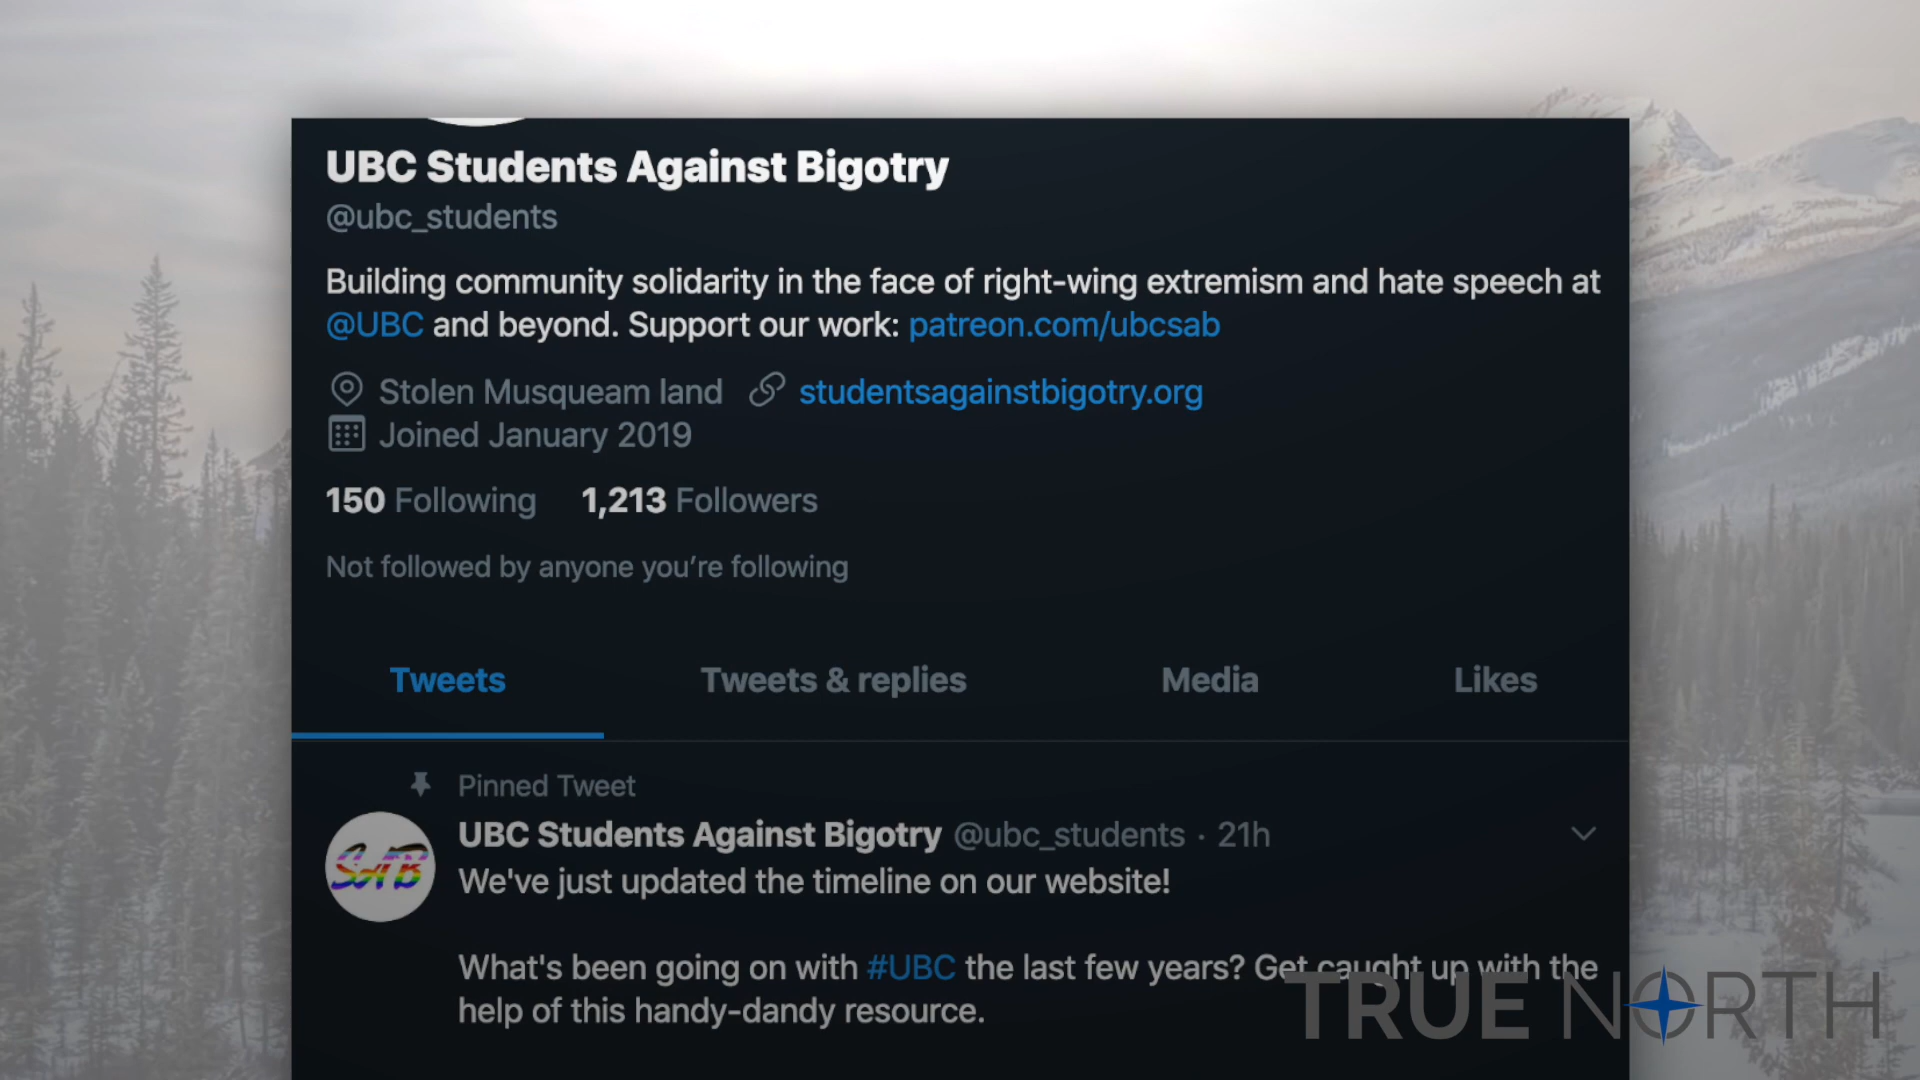 UBC Students Against Bigotry
@ubc_students
Building community solidarity in the face of right-wing extremism and hate speech at
@UBC and beyond. Support our work: patreon.com/ubcsab
Stolen Musqueam land studentsagainstbigotry.org
Joined January 2019
150 Following 1,213 Followers
Not followed by anyone you’re following
Tweets Tweets & replies Media Likes
Pinned Tweet
UBC Students Against Bigotry @ubc_students · 21h
SAB
We've just updated the timeline on our website!
What's been going on with #UBC the last few years? Get caught up with the
help of this handy-dandy resource.
TRUE NORTH